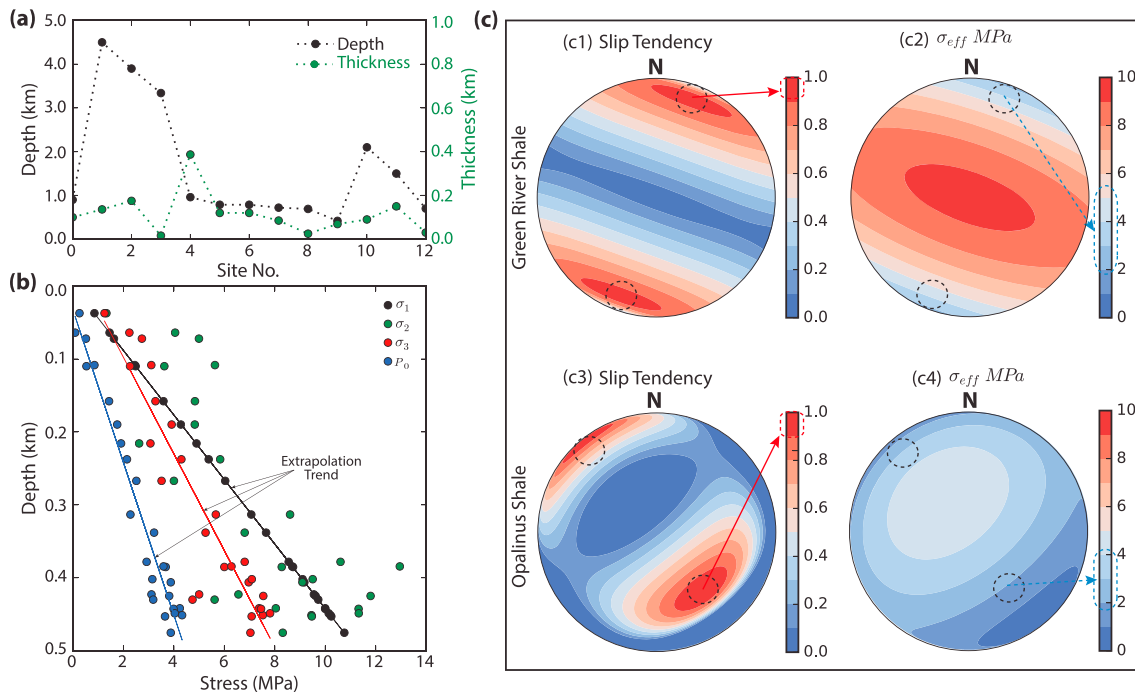 (a)
5.0
4.0
3.0
2.0
1.0
0.0
Depth (km)
1.0
0.8
0.6
0.4
0.2
0.0
Thickness (km)
Depth
Thickness
0
2
4
6
8
10
12
Site No.
(b)
0.0
0.1
0.2
0.3
0.4
0.5
Depth (km)
σ1
σ2
σ3
P0
Extrapolation
Trend
0
2
4
6
8
10
12
14
Stress (MPa)
(c)
(c1) Slip Tendency
N
Green River Shale
1.0
0.8
0.6
0.4
0.2
0.0
(c2) σeff MPa
N
10
8
6
4
2
0
(c3) Slip Tendency
N
Opalinus Shale
1.0
0.8
0.6
0.4
0.2
0.0
(c4) σeff MPa
N
10
8
6
4
2
0